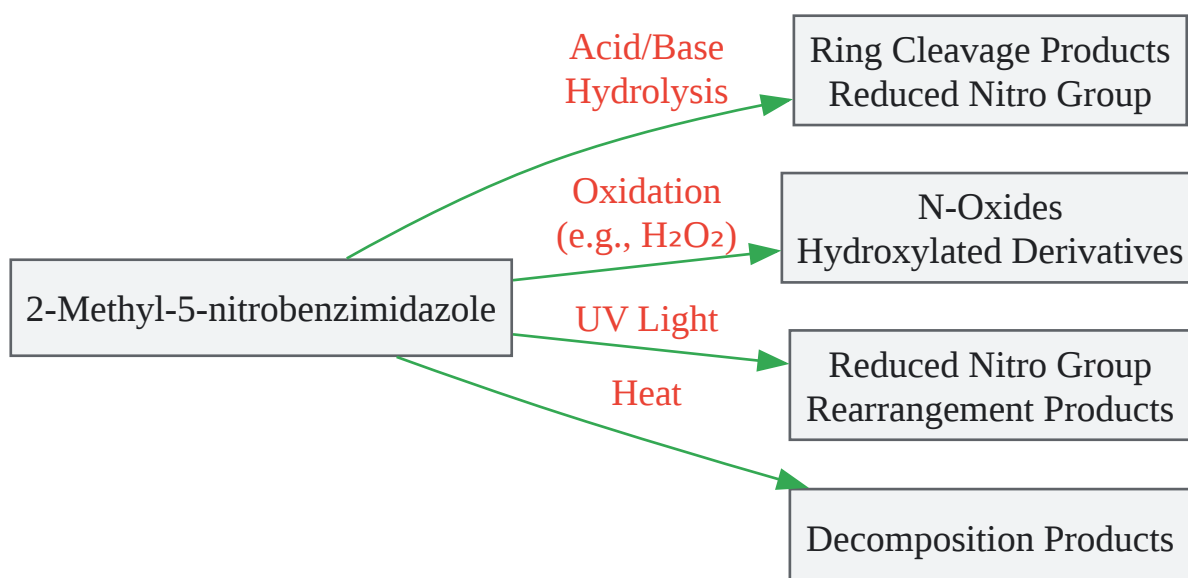 Acid/Base
Hydrolysis
Ring Cleavage Products
Reduced Nitro Group
Oxidation
(e.g., H₂O₂)
N-Oxides
Hydroxylated Derivatives
2-Methyl-5-nitrobenzimidazole
UV Light
Reduced Nitro Group
Rearrangement Products
Heat
Decomposition Products